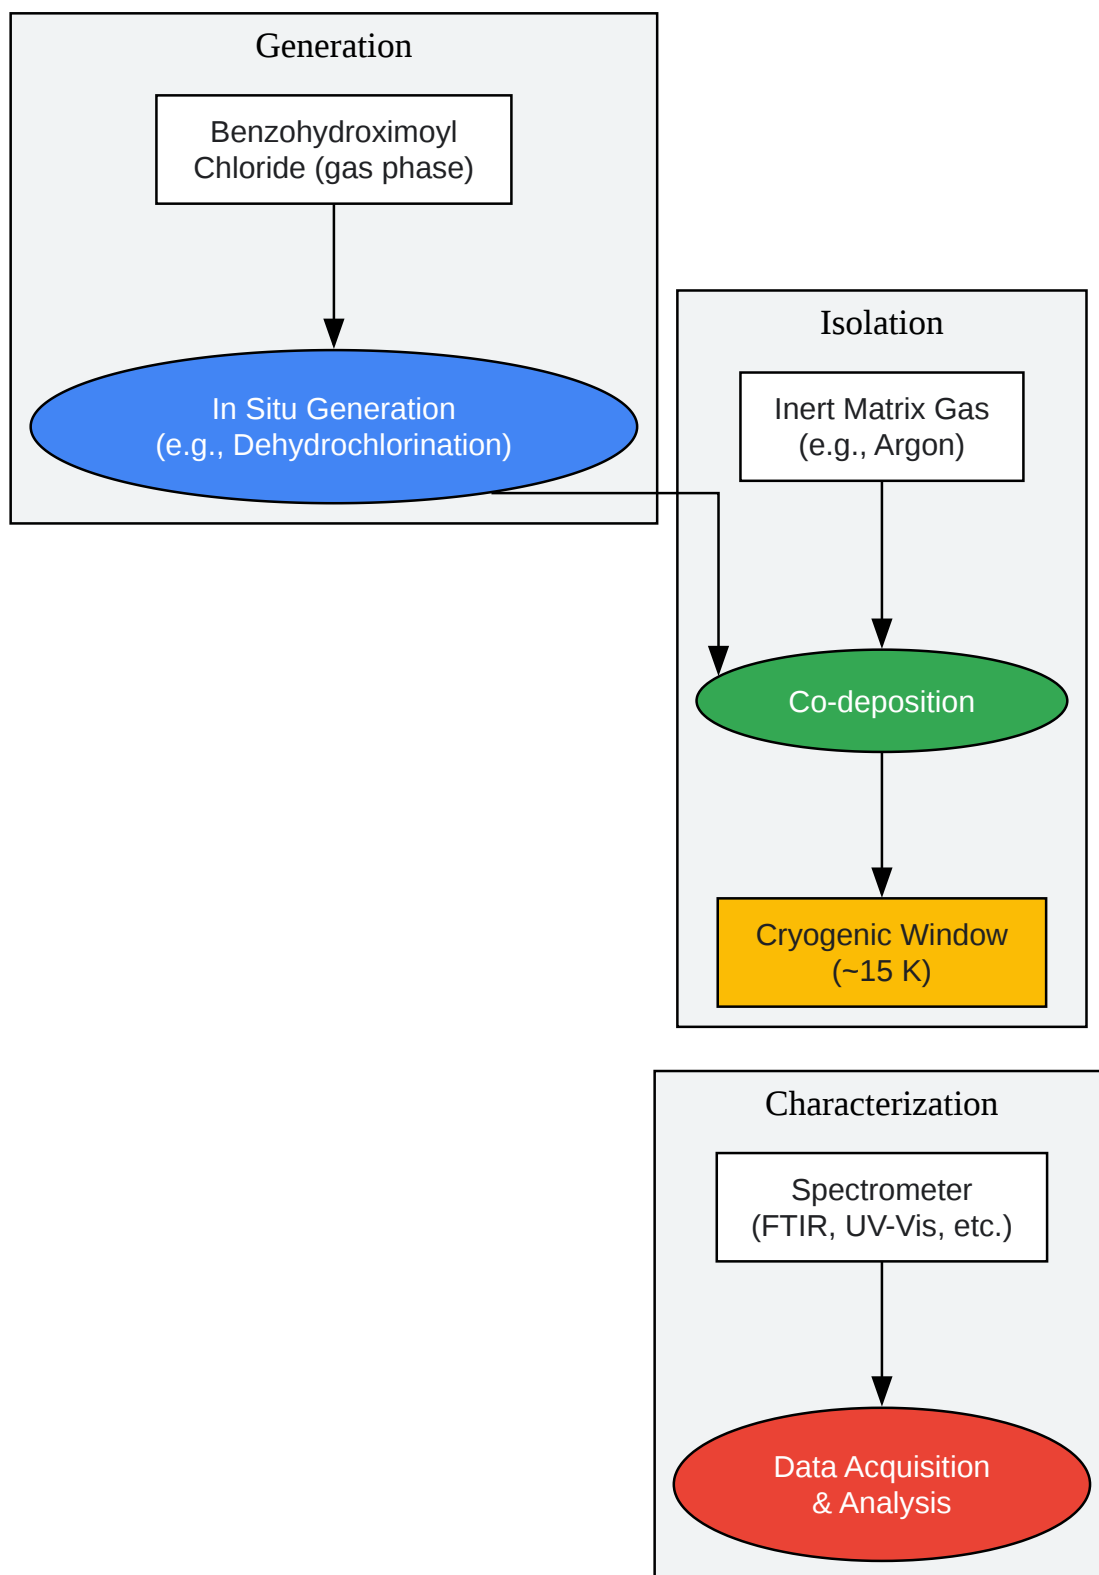 Generation
Benzohydroximoyl
Chloride (gas phase)
In Situ Generation
(e.g., Dehydrochlorination)
Isolation
Inert Matrix Gas
(e.g., Argon)
Co-deposition
Cryogenic Window
(~15 K)
Characterization
Spectrometer
(FTIR, UV-Vis, etc.)
Data Acquisition
& Analysis